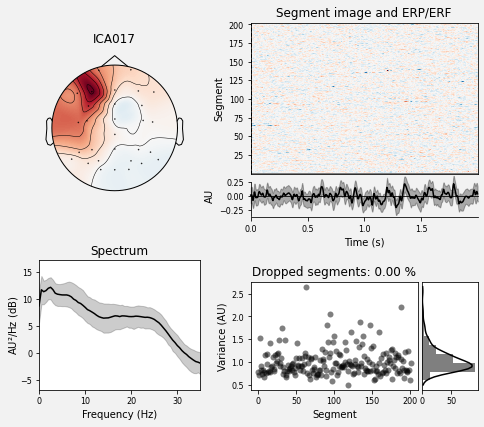 ICA017
Segment image and ERP/ERF
Segment
200
175
150
125
100
75
50
25
AU
0.25
0.00
−0.25
0.0 0.5 1.0 1.5
Time (s)
Spectrum
AU²/Hz (dB)
15
10
5
0
−5
0 10 20 30
Frequency (Hz)
Dropped segments: 0.00 %
Variance (AU)
2.5
2.0
1.5
1.0
0.5
0 50 100 150 200
Segment
0 50